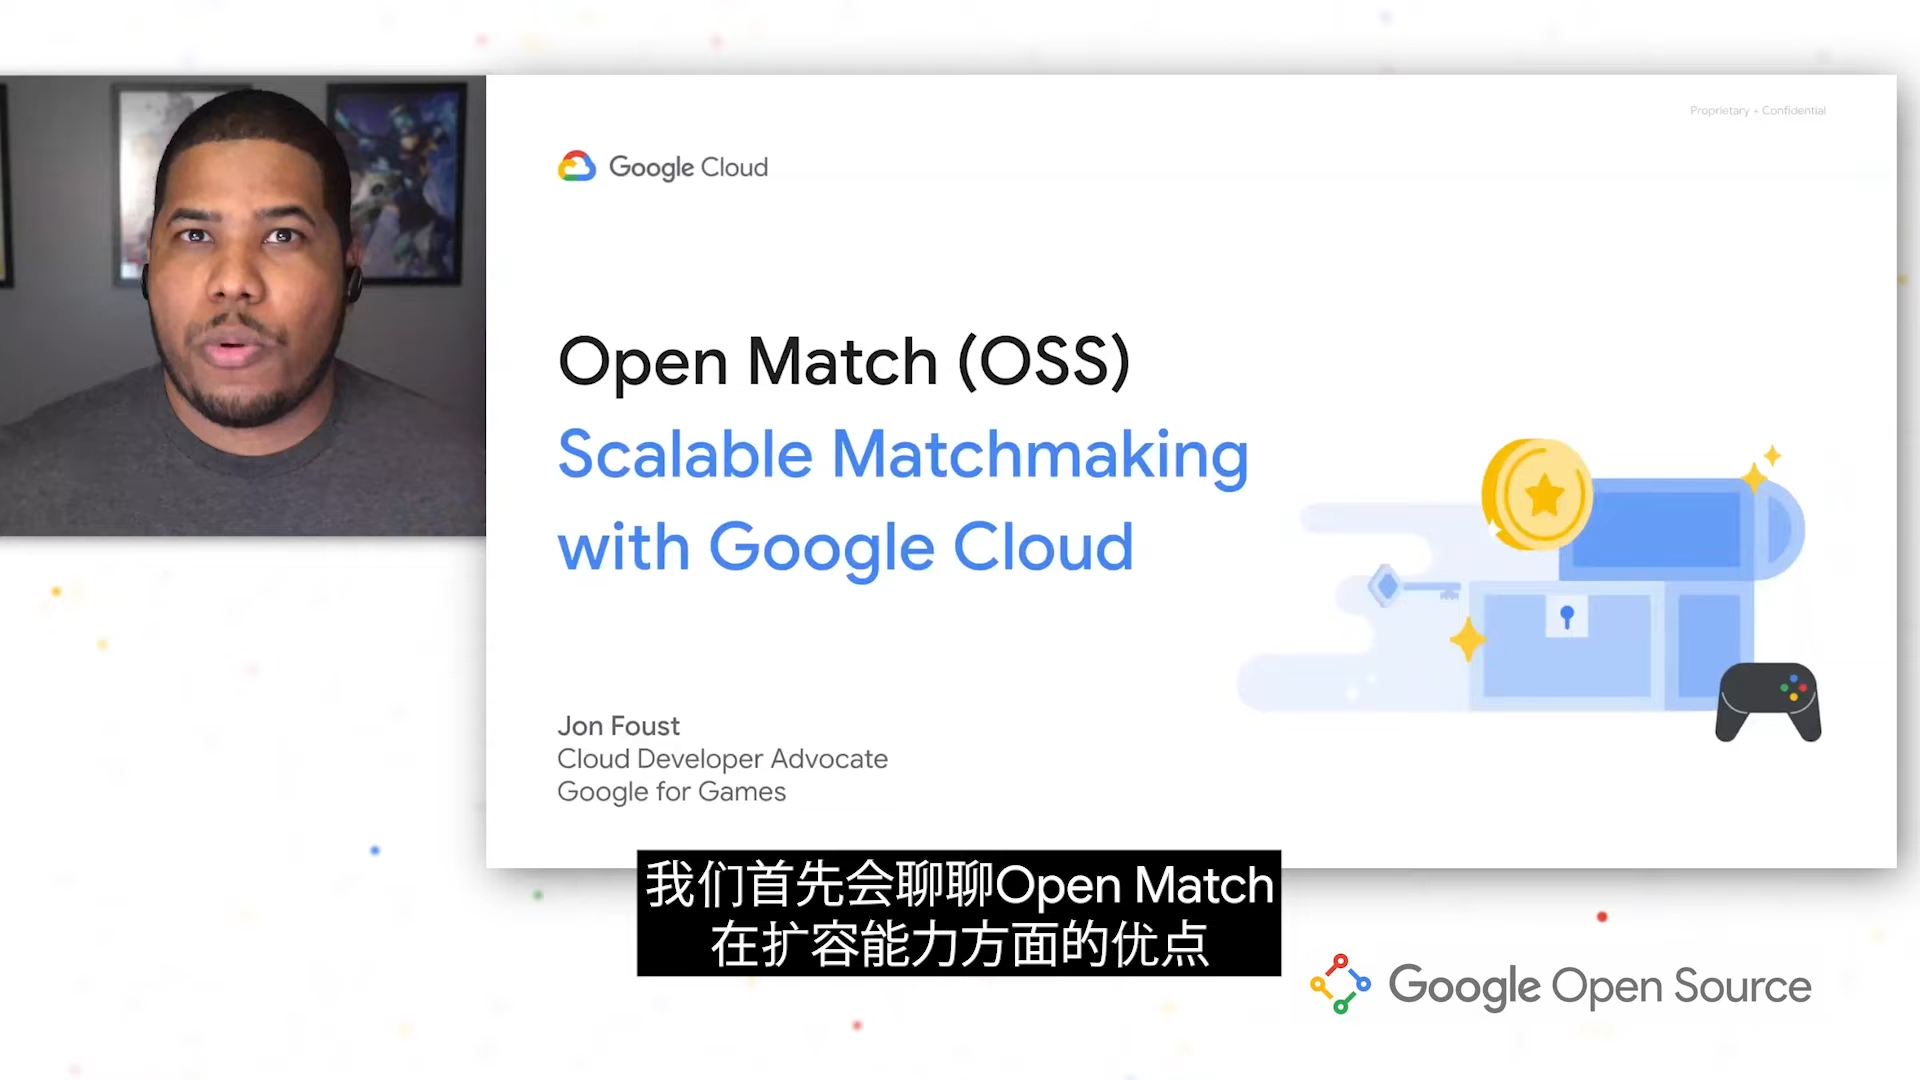 Proprietary + Confidential
Google Cloud
Open Match (OSS)
Scalable Matchmaking
with Google Cloud
Jon Foust
Cloud Developer Advocate
Google for Games
我们首先会聊聊Open Match
在扩容能力方面的优点
Google Open Source